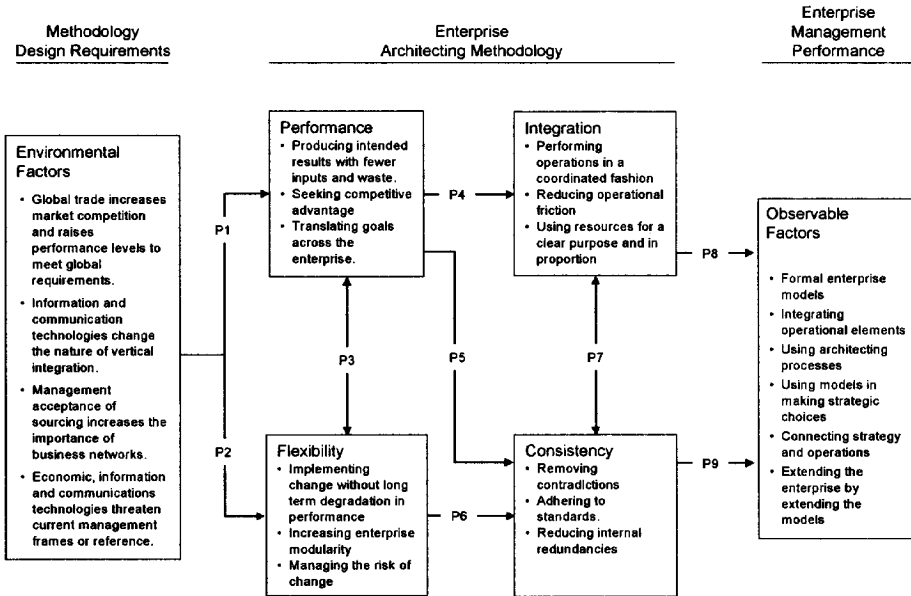 Methodology
Design Requirements
Enterprise
Architecting Methodology
Enterprise
Management
Performance
Environmental
Factors
• Global trade increases
market competition
and raises
performance levels to
meet global
requirements.
• Information and
communication
technologies change
the nature of vertical
integration.
• Management
acceptance of
sourcing increases the
importance of
business networks.
• Economic, information
and communications
technologies threaten
current management
frames or reference.
P1
P2
Performance
• Producing intended
results with fewer
inputs and waste.
• Seeking competitive
advantage
• Translating goals
across the
enterprise.
P3
Flexibility
• Implementing
change without long
term degradation in
performance
• Increasing enterprise
modularity
• Managing the risk of
change
P4
P5
P6
Integration
• Performing
operations in a
coordinated fashion
• Reducing operational
friction
• Using resources for a
clear purpose and in
proportion
P7
Consistency
• Removing
contradictions
• Adhering to
standards.
• Reducing internal
redundancies
P8
P9
Observable
Factors
• Formal enterprise
models
• Integrating
operational elements
• Using architecting
processes
• Using models in
making strategic
choices
• Connecting strategy
and operations
• Extending the
enterprise by
extending the
models